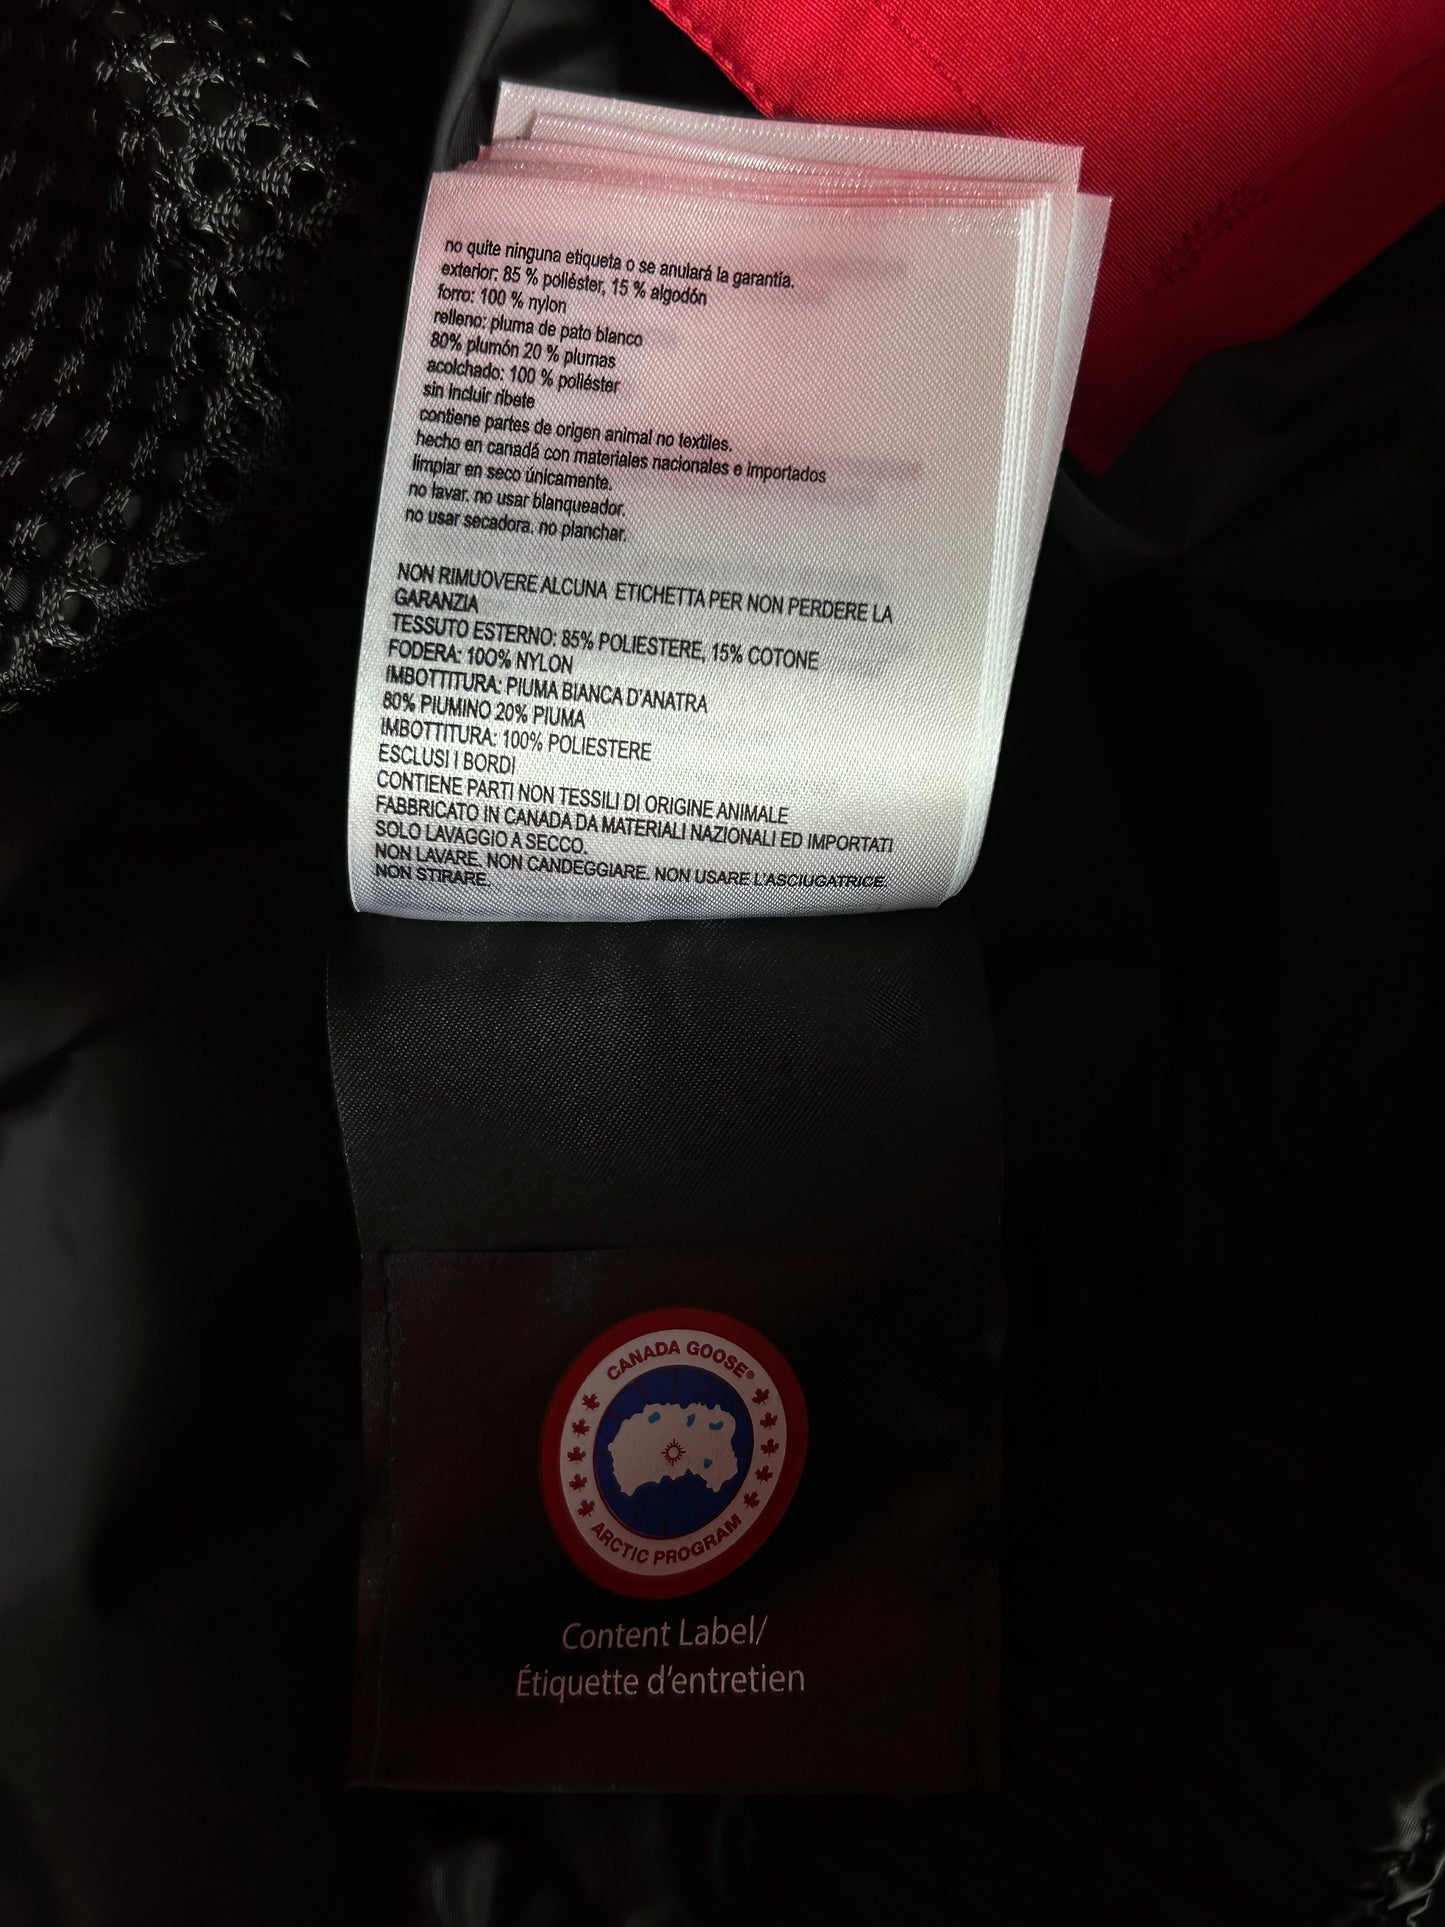 no quite ninguna etiqueta o se anulará la garantía.
exterior: 85 % poliéster, 15 % algodón
forro: 100 % nylon
relleno: pluma de pato blanco
80% plumón 20 % plumas
acolchado: 100 % poliéster
sin incluir ribete
contiene partes de origen animal no textiles.
hecho en canadá con materiales nacionales e importados
limpiar en seco únicamente.
no lavar. no usar blanqueador.
no usar secadora. no planchar.
NON RIMUOVERE ALCUNA ETICHETTA PER NON PERDERE LA
GARANZIA
TESSUTO ESTERNO: 85% POLIESTERE, 15% COTONE
FODERA: 100% NYLON
IMBOTTITURA: PIUMA BIANCA D'ANATRA
80% PIUMINO 20% PIUMA
IMBOTTITURA: 100% POLIESTERE
ESCLUSI I BORDI
CONTIENE PARTI NON TESSILI DI ORIGINE ANIMALE
FABBRICATO IN CANADA DA MATERIALI NAZIONALI ED IMPORTATI
SOLO LAVAGGIO A SECCO.
NON LAVARE. NON CANDEGGIARE. NON USARE L'ASCIUGATRICE.
NON STIRARE.
CANADA GOOSE®
ARCTIC PROGRAM
Content Label/
Étiquette d'entretien